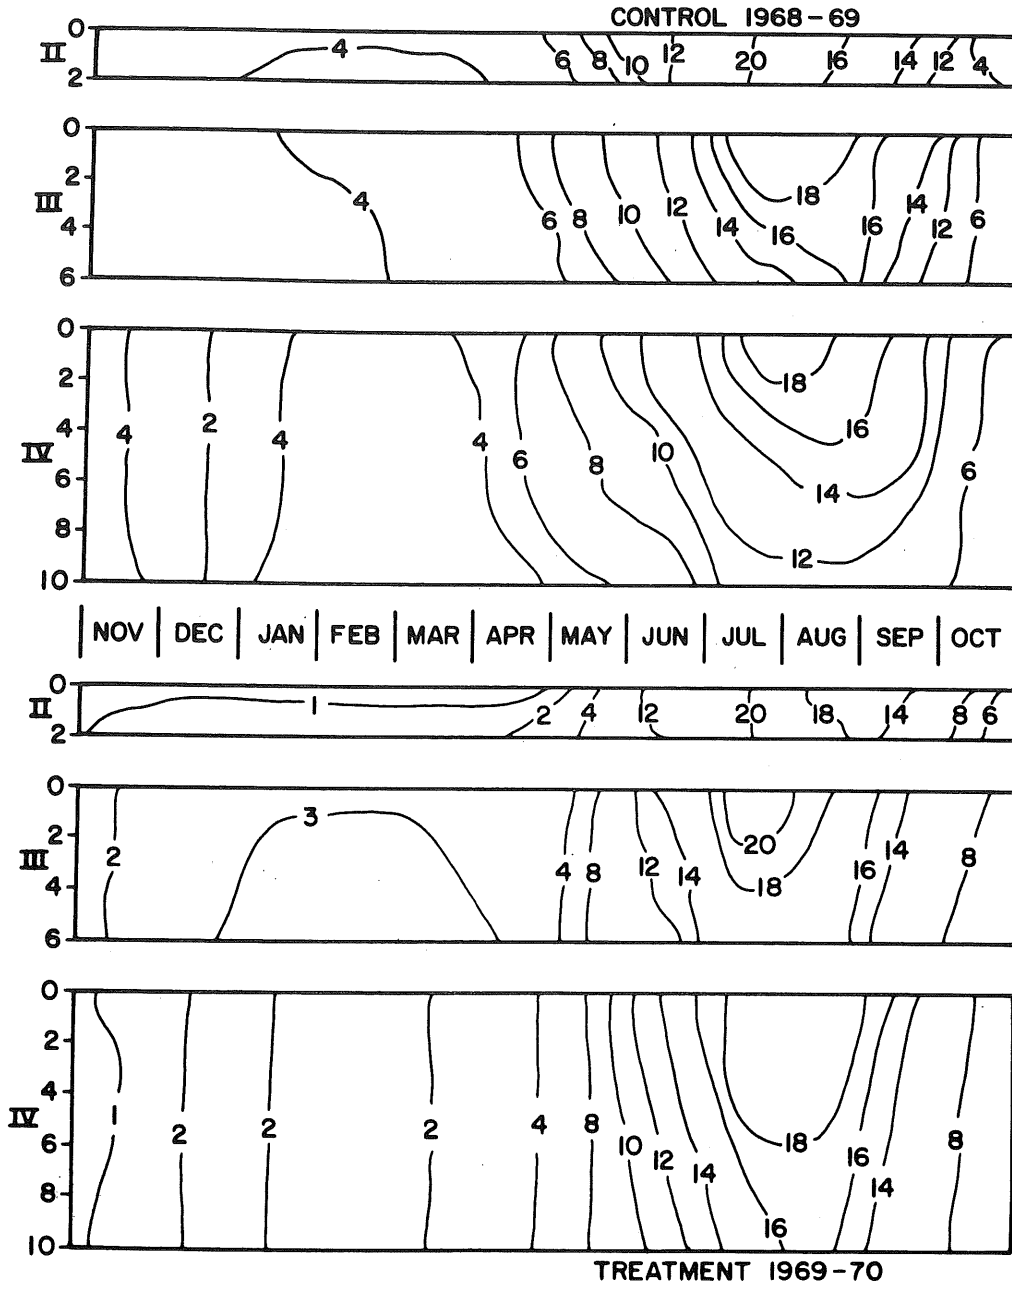 CONTROL 1968-69
0
II
4 6 8 10 12 20 16 14 12 4
2
0
2
III
4
6
4 6 8 10 12 14 16 18 16 14 12 6
0
2
4
IV
6
8
10
4 2 4 4 6 8 10 12 14 16 18 6
NOV DEC JAN FEB MAR APR MAY JUN JUL AUG SEP OCT
0
II
1 2 4 12 20 18 14 8 6
2
0
2
III
4
6
2 3 4 8 12 14 20 18 16 14 8
0
2
4
IV
6
8
10
1 2 2 2 4 8 10 12 14 16 18 16 14 8
TREATMENT 1969-70